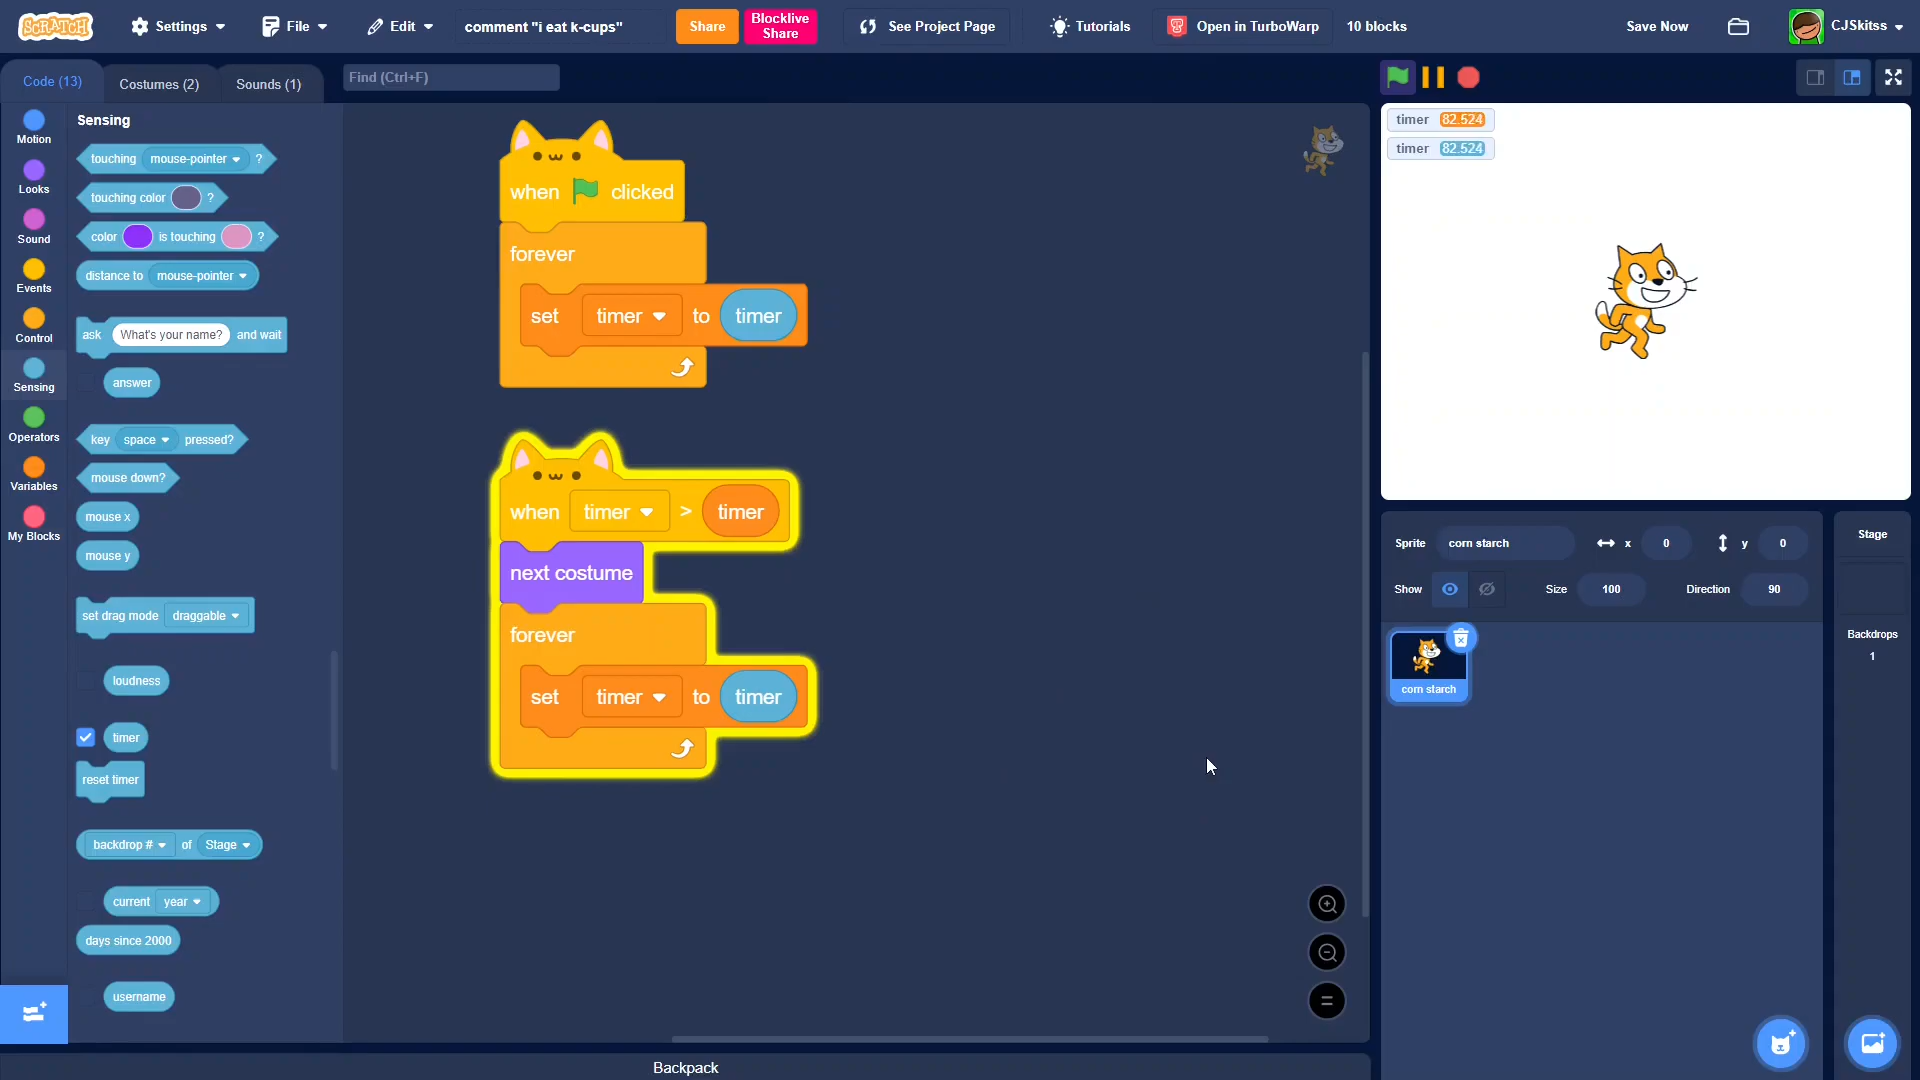 SCRATCH Settings File Edit comment "i eat k-cups" Share Blocklive Share See Project Page Tutorials Open in TurboWarp 10 blocks Save Now CJSkitss
Code (13) Costumes (2) Sounds (1) Find (Ctrl+F)
Motion
Looks
Sound
Events
Control
Sensing
Operators
Variables
My Blocks
Sensing
touching mouse-pointer ?
touching color ?
color is touching ?
distance to mouse-pointer
ask What's your name? and wait
answer
key space pressed?
mouse down?
mouse x
mouse y
set drag mode draggable
loudness
timer
reset timer
backdrop # of Stage
current year
days since 2000
username
when clicked
forever
set timer to timer
when timer > timer
next costume
forever
set timer to timer
Backpack
timer 82.524
timer 82.524
Sprite corn starch x 0 y 0
Show Size 100 Direction 90
corn starch
Stage
Backdrops
1